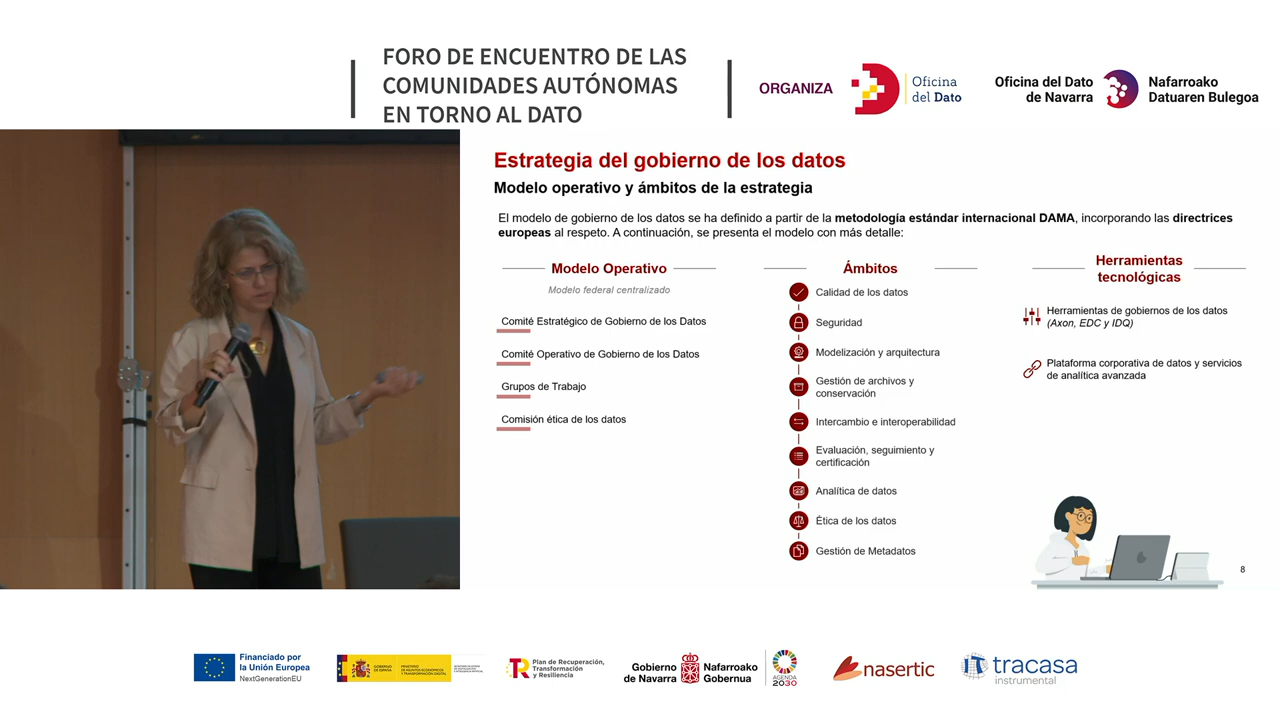 FORO DE ENCUENTRO DE LAS
COMUNIDADES AUTÓNOMAS
EN TORNO AL DATO
ORGANIZA
Oficina
del Dato
Oficina del Dato
de Navarra
Nafarroako
Datuaren Bulegoa
Estrategia del gobierno de los datos
Modelo operativo y ámbitos de la estrategia
El modelo de gobierno de los datos se ha definido a partir de la metodología estándar internacional DAMA, incorporando las directrices
europeas al respeto. A continuación, se presenta el modelo con más detalle:
Modelo Operativo
Modelo federal centralizado
Comité Estratégico de Gobierno de los Datos
Comité Operativo de Gobierno de los Datos
Grupos de Trabajo
Comisión ética de los datos
Ámbitos
Calidad de los datos
Seguridad
Modelización y arquitectura
Gestión de archivos y
conservación
Intercambio e interoperabilidad
Evaluación, seguimiento y
certificación
Analítica de datos
Ética de los datos
Gestión de Metadatos
Herramientas
tecnológicas
Herramientas de gobiernos de los datos
(Axon, EDC y IDQ)
Plataforma corporativa de datos y servicios
de analítica avanzada
8
Financiado por
la Unión Europea
NextGenerationEU
Plan de Recuperación,
Transformación
y Resiliencia
Gobierno
de Navarra
Nafarroako
Gobernua
AGENDA
2030
nasertic
tracasa
instrumental